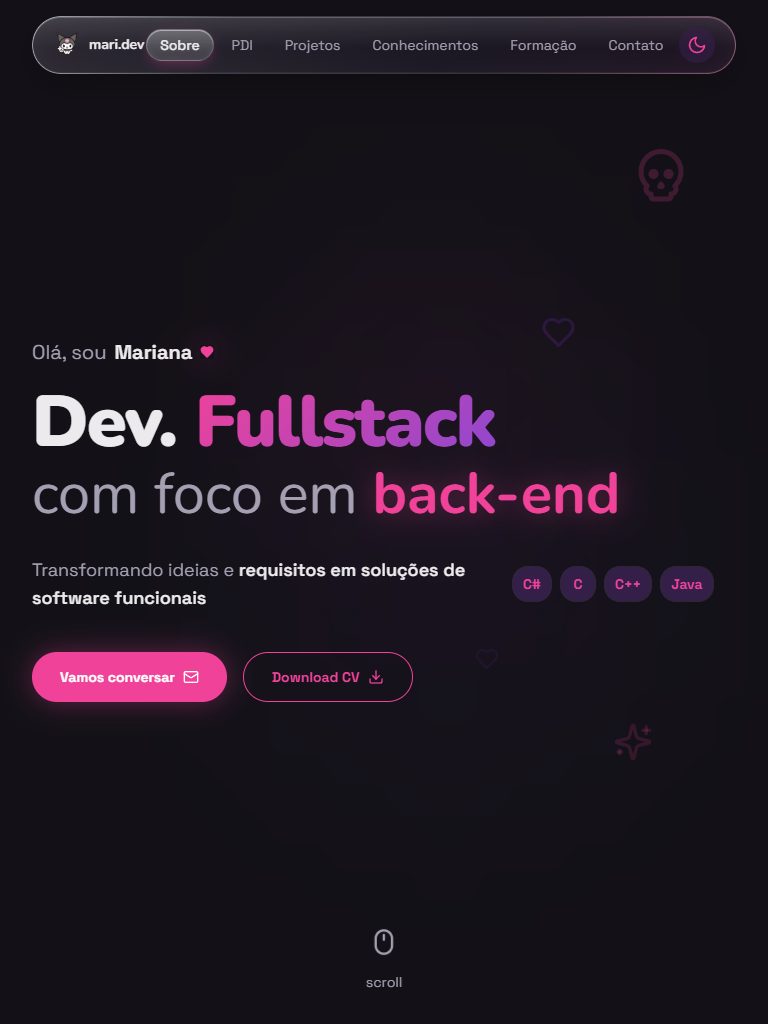 mari.dev Sobre PDI Projetos Conhecimentos Formação Contato
Olá, sou Mariana
Dev. Fullstack
com foco em back-end
Transformando ideias e requisitos em soluções de
software funcionais
C# C C++ Java
Vamos conversar Download CV
scroll